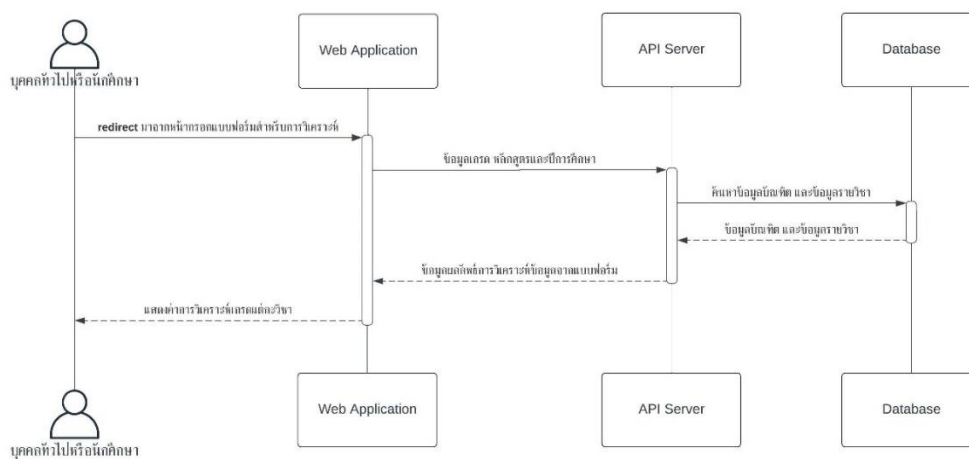 Web Application
API Server
Database
บุคคลทั่วไปหรือนักศึกษา
redirect มาจากหน้ากรอกแบบฟอร์มสำหรับการวิเคราะห์
ข้อมูลเกรด หลักสูตรและปีการศึกษา
ค้นหาข้อมูลบัณฑิต และข้อมูลรายวิชา
ข้อมูลบัณฑิต และข้อมูลรายวิชา
ข้อมูลผลลัพธ์การวิเคราะห์ข้อมูลจากแบบฟอร์ม
แสดงค่าการวิเคราะห์เกรดแต่ละวิชา
Web Application
API Server
Database
บุคคลทั่วไปหรือนักศึกษา